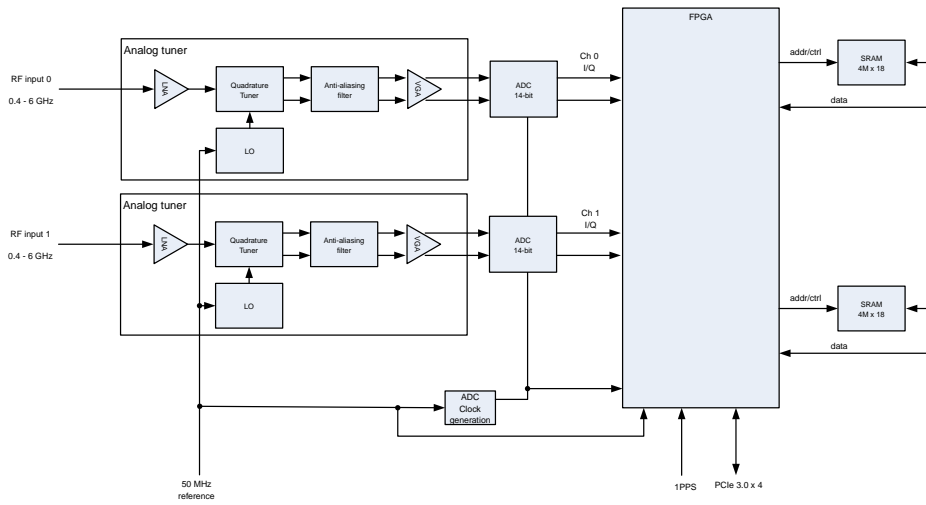 FPGA
Analog tuner
RF input 0
0.4 - 6 GHz
LNA
Quadrature
Tuner
Anti-aliasing
filter
VGA
LO
ADC
14-bit
Ch 0
I/Q
addr/ctrl
SRAM
4M x 18
data
Analog tuner
RF input 1
0.4 - 6 GHz
LNA
Quadrature
Tuner
Anti-aliasing
filter
VGA
LO
ADC
14-bit
Ch 1
I/Q
addr/ctrl
SRAM
4M x 18
data
ADC
Clock
generation
50 MHz
reference
1PPS
PCIe 3.0 x 4